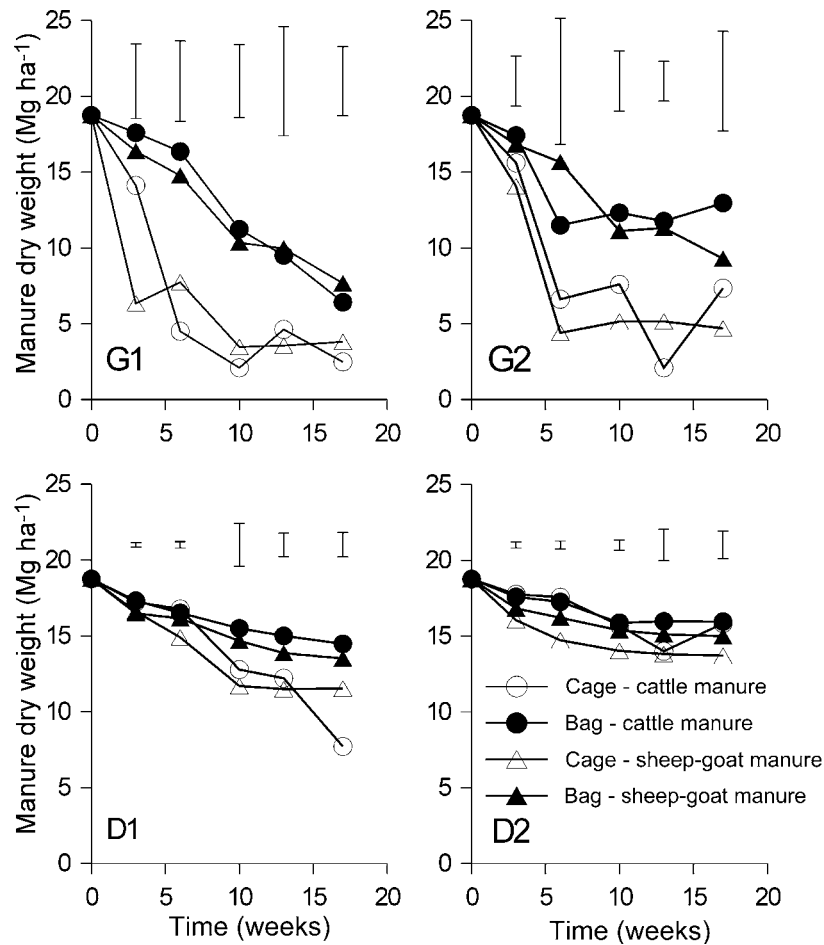 25
20
15
10
5
0
Manure dry weight (Mg ha-1)
G1
0 5 10 15 20
25
20
15
10
5
0
G2
0 5 10 15 20
25
20
15
10
5
0
Manure dry weight (Mg ha-1)
D1
0 5 10 15 20
Time (weeks)
25
20
15
10
5
0
Cage - cattle manure
Bag - cattle manure
Cage - sheep-goat manure
Bag - sheep-goat manure
D2
0 5 10 15 20
Time (weeks)